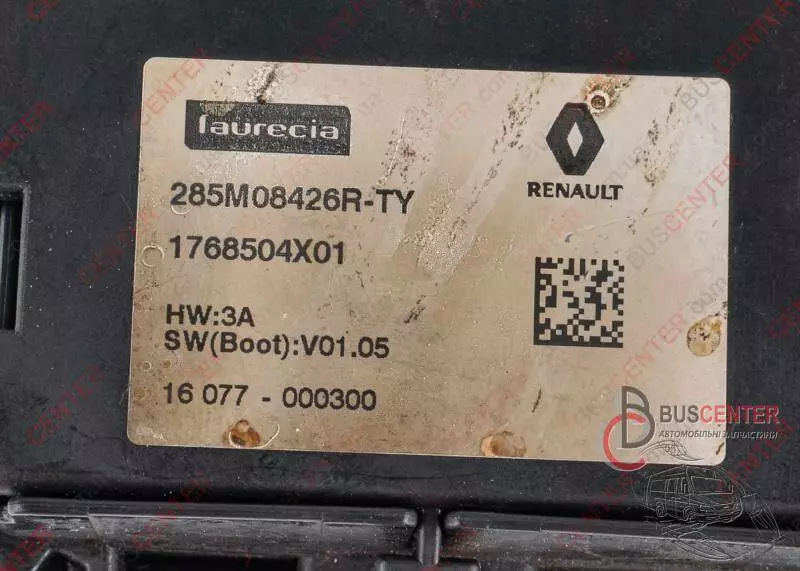 faurecia
RENAULT
285M08426R-TY
1768504X01
HW:3A
SW(Boot):V01.05
16 077 - 000300
BUSCENTER
АВТОМОБІЛЬНІ ЗАПЧАСТИНИ